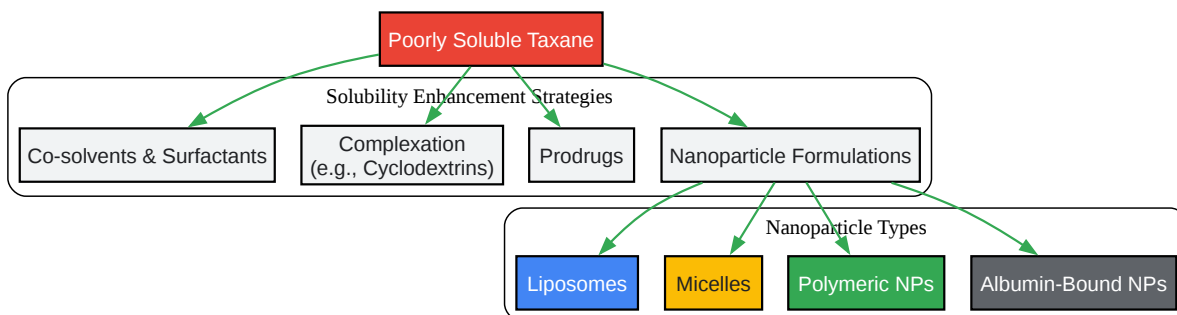 Poorly Soluble Taxane
Solubility Enhancement Strategies
Co-solvents & Surfactants
Complexation
(e.g., Cyclodextrins)
Prodrugs
Nanoparticle Formulations
Nanoparticle Types
Liposomes
Micelles
Polymeric NPs
Albumin-Bound NPs